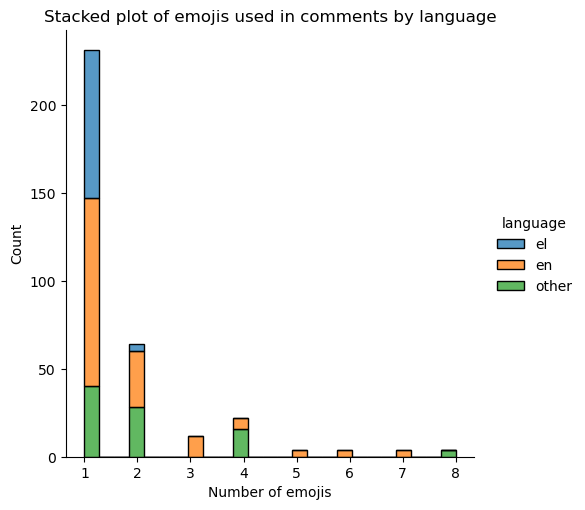 Stacked plot of emojis used in comments by language
200
150
100
50
0
Count
1 2 3 4 5 6 7 8
Number of emojis
language
el
en
other